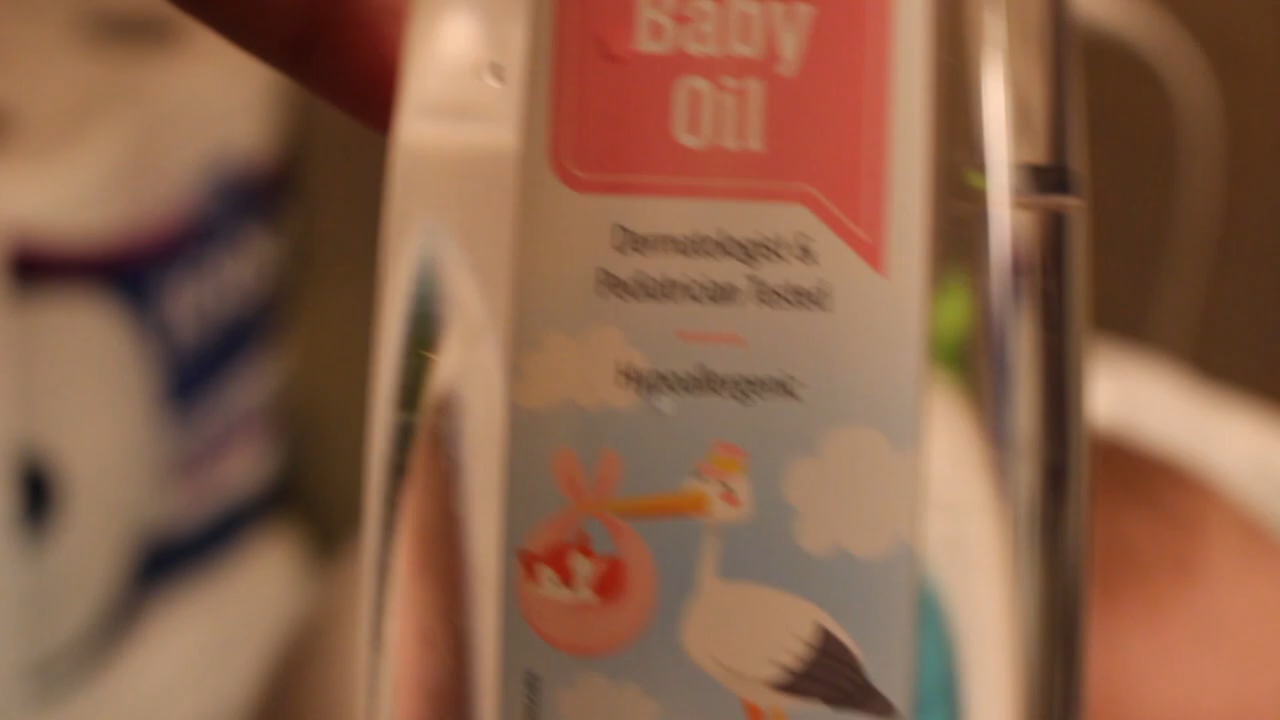 Baby
Oil
Dermatologist &
Pediatrician Tested
Hypoallergenic